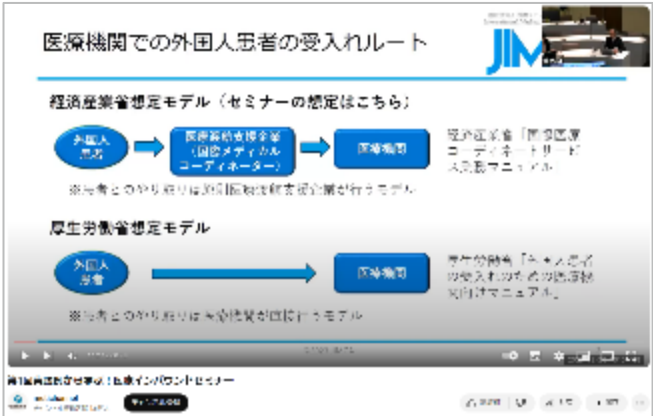 医療機関での外国人患者の受入れルート
JIM
経済産業省想定モデル（セミナーの想定はこちら）
外国人
患者
医療渡航支援企業
（国際メディカル
コーディネーター）
医療機関
経済産業省「国際医療
コーディネートサービ
ス実務マニュアル
※患者とのやり取りは原則医療渡航支援企業が行うモデル
厚生労働省想定モデル
外国人
患者
医療機関
厚生労働省「外国人患者
の受入れのための医療機
関向けマニュアル」
※患者とのやり取りは医療機関が直接行うモデル
医療インバウンドセミナー